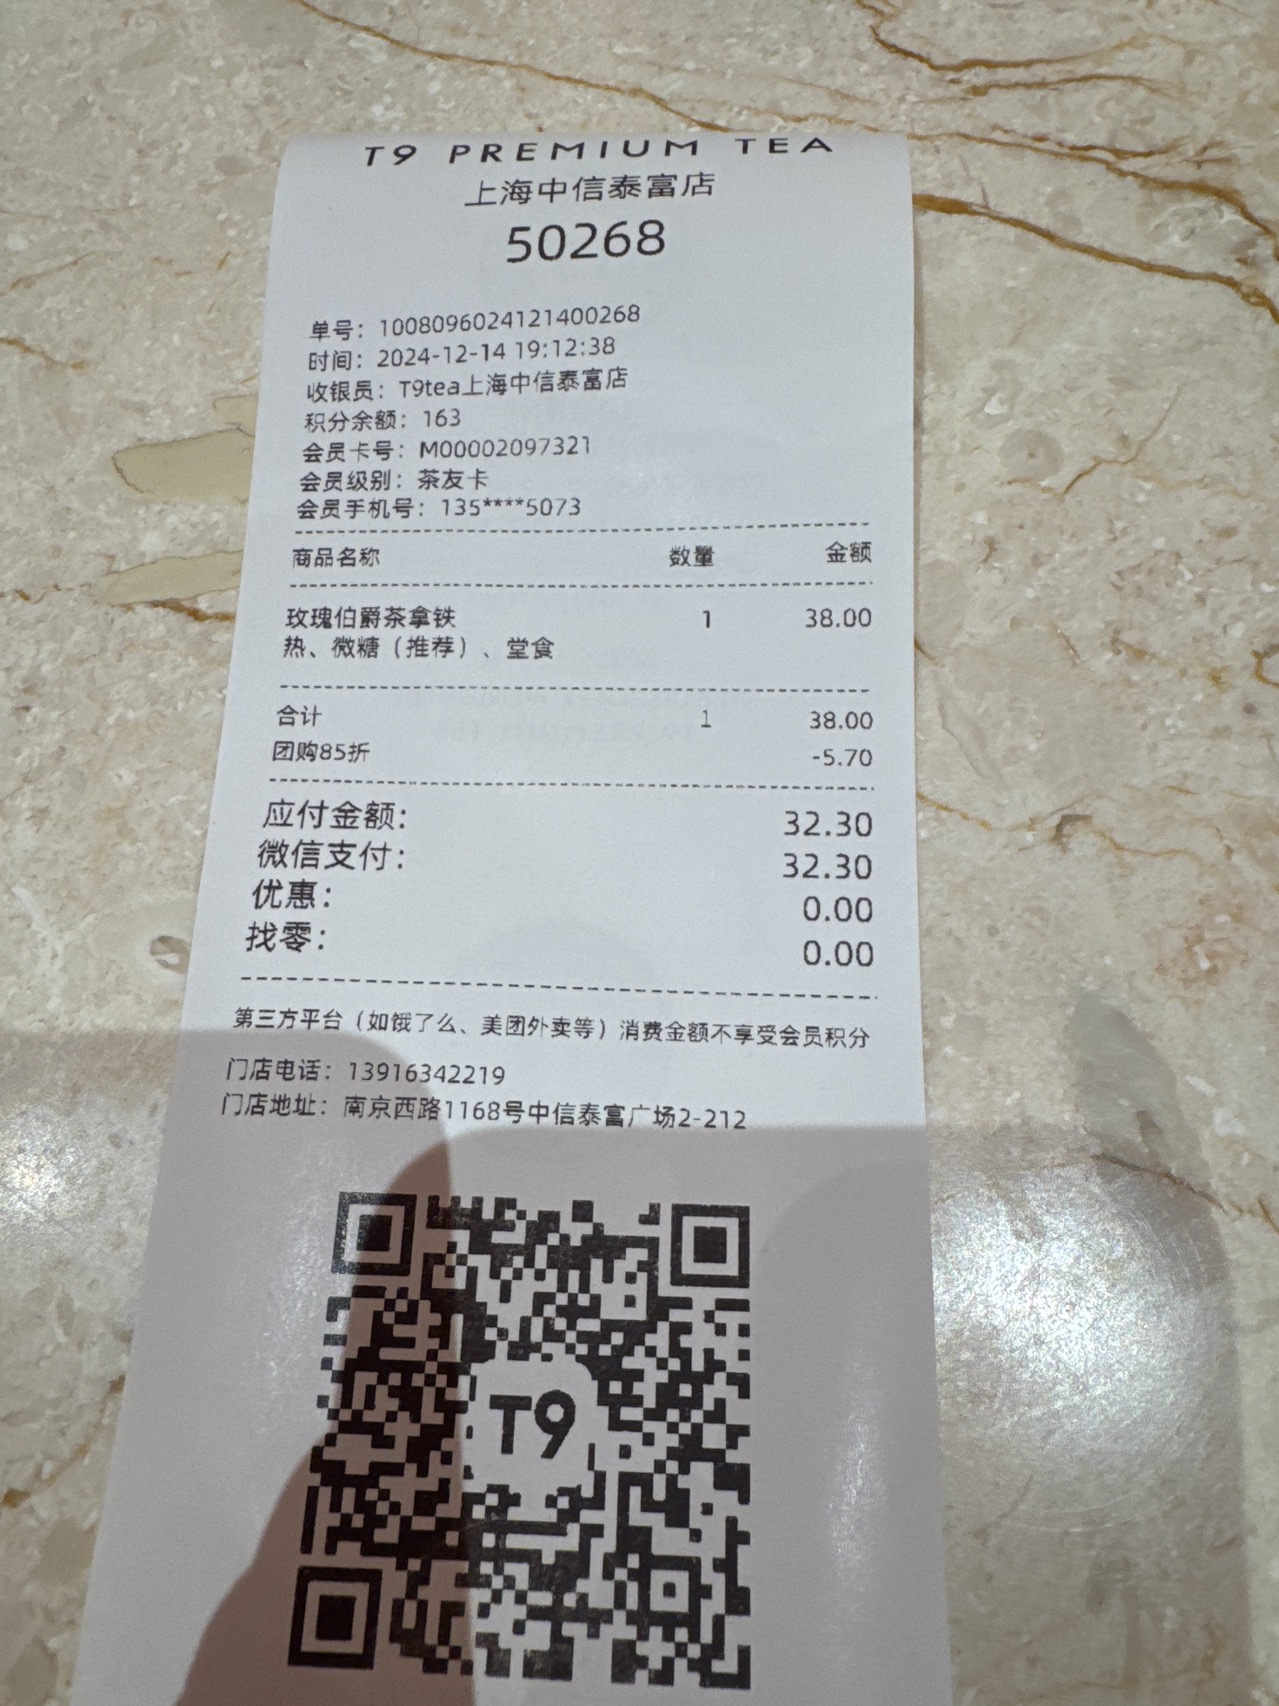 T9 PREMIUM TEA
上海中信泰富店
50268
单号：1008096024121400268
时间：2024-12-14 19:12:38
收银员：T9tea上海中信泰富店
积分余额：163
会员卡号：M00002097321
会员级别：茶友卡
会员手机号：135****5073
商品名称 数量 金额
玫瑰伯爵茶拿铁 1 38.00
热、微糖（推荐）、堂食
合计 1 38.00
团购85折 -5.70
应付金额: 32.30
微信支付: 32.30
优惠: 0.00
找零: 0.00
第三方平台（如饿了么、美团外卖等）消费金额不享受会员积分
门店电话：13916342219
门店地址：南京西路1168号中信泰富广场2-212
T9